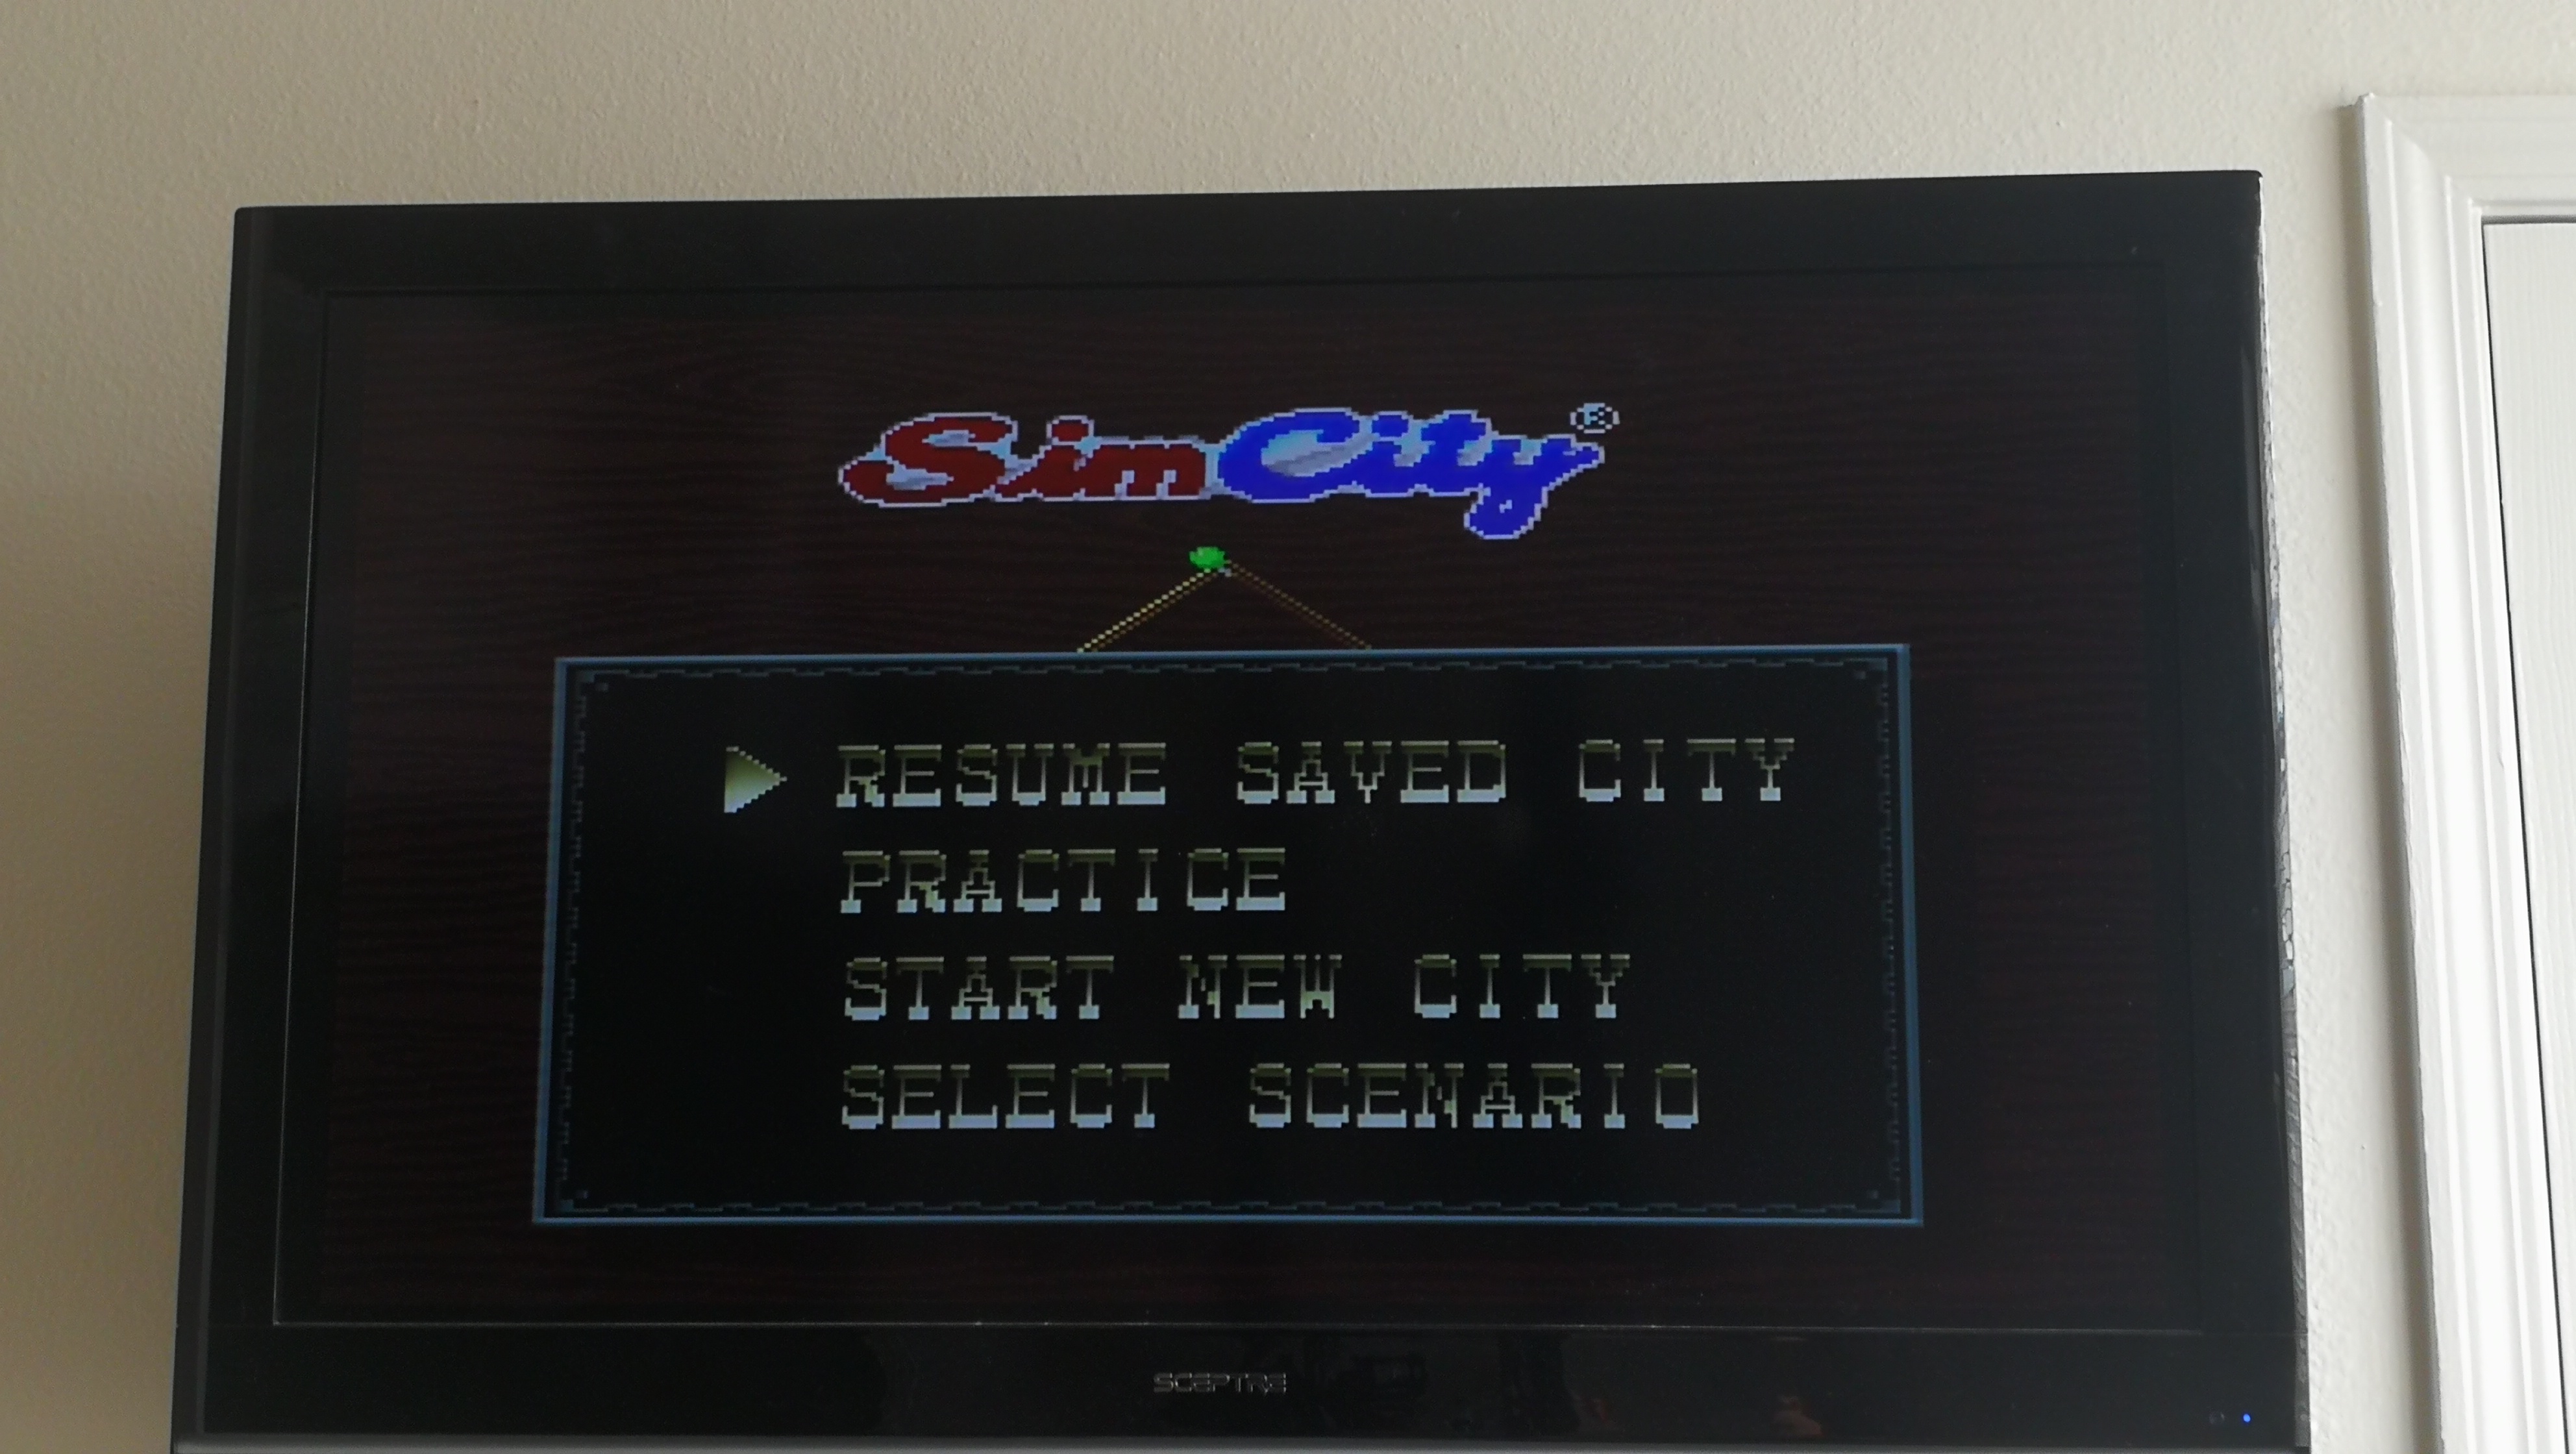 SimCity®
RESUME SAVED CITY
PRACTICE
START NEW CITY
SELECT SCENARIO
SCEPTRE